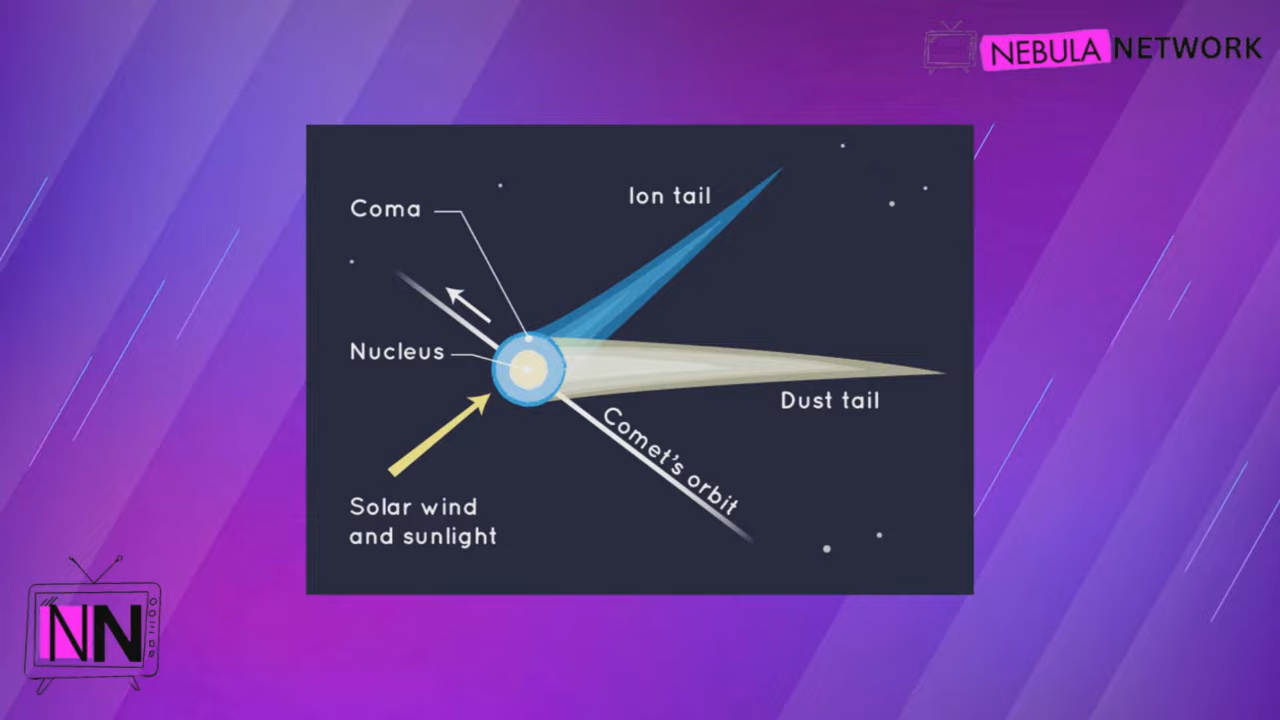 NEBULA NETWORK
Ion tail
Coma
Nucleus
Dust tail
Comet's orbit
Solar wind
and sunlight
NN